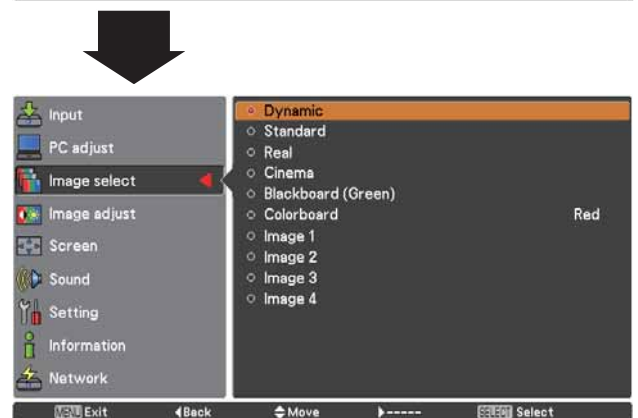 Input
PC adjust
Image select
Image adjust
Screen
Sound
Setting
Information
Network
Dynamic
Standard
Real
Cinema
Blackboard (Green)
Colorboard Red
Image 1
Image 2
Image 3
Image 4
MENU Exit Back Move ----- SELECT Select